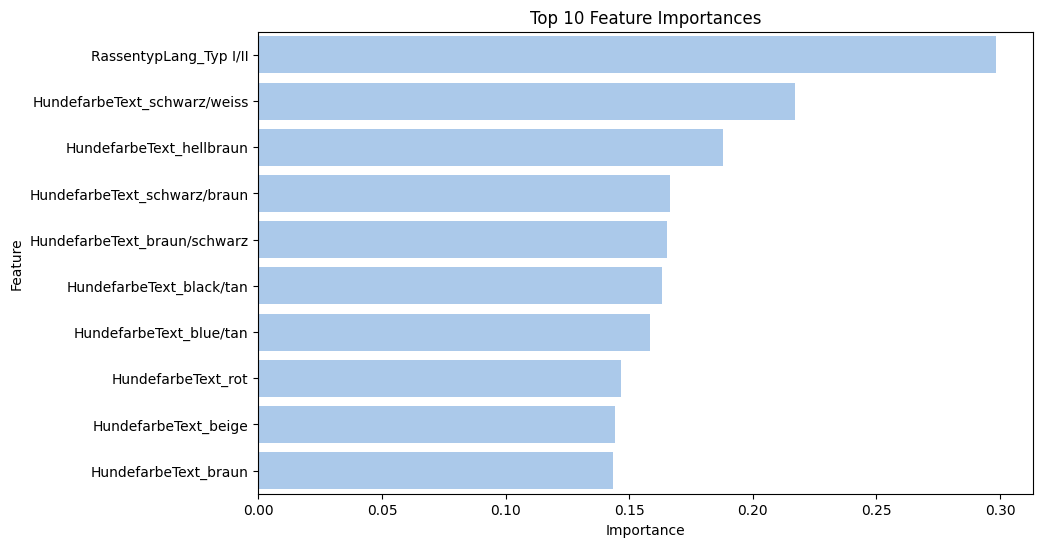 Top 10 Feature Importances
Feature
RassentypLang_Typ I/II
HundefarbeText_schwarz/weiss
HundefarbeText_hellbraun
HundefarbeText_schwarz/braun
HundefarbeText_braun/schwarz
HundefarbeText_black/tan
HundefarbeText_blue/tan
HundefarbeText_rot
HundefarbeText_beige
HundefarbeText_braun
0.00 0.05 0.10 0.15 0.20 0.25 0.30
Importance